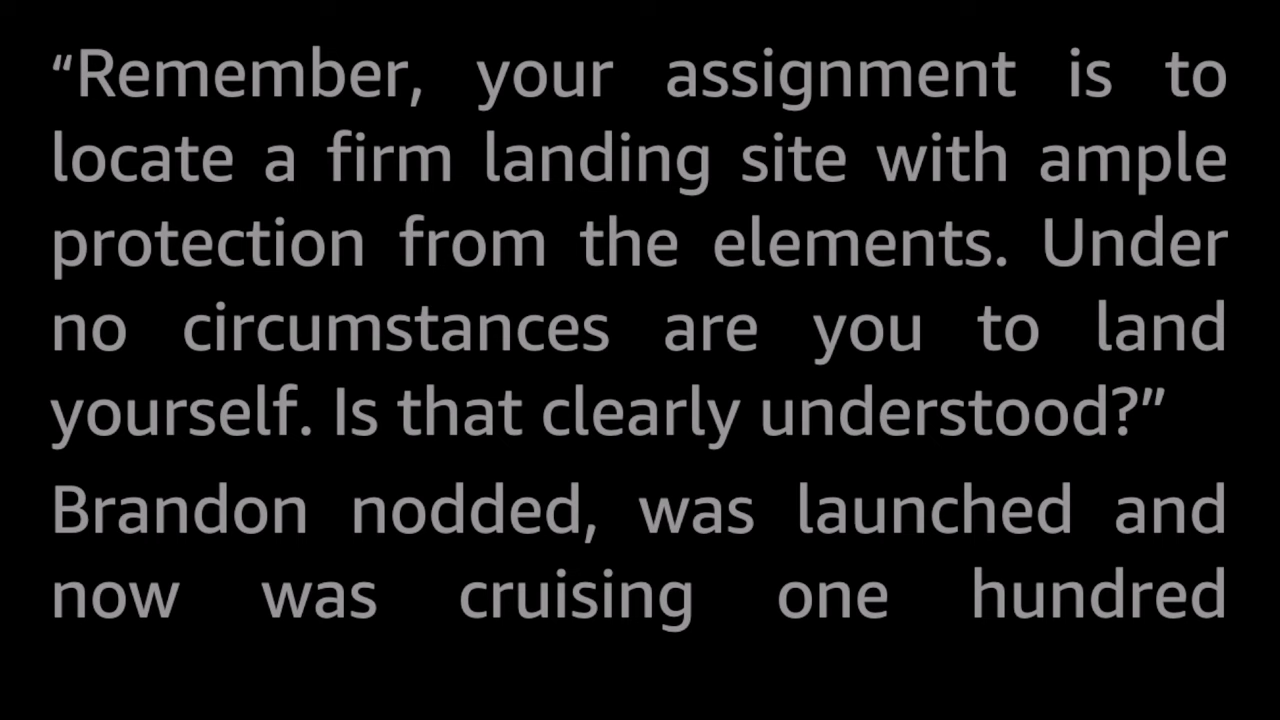 “Remember, your assignment is to
locate a firm landing site with ample
protection from the elements. Under
no circumstances are you to land
yourself. Is that clearly understood?”
Brandon nodded, was launched and
now was cruising one hundred